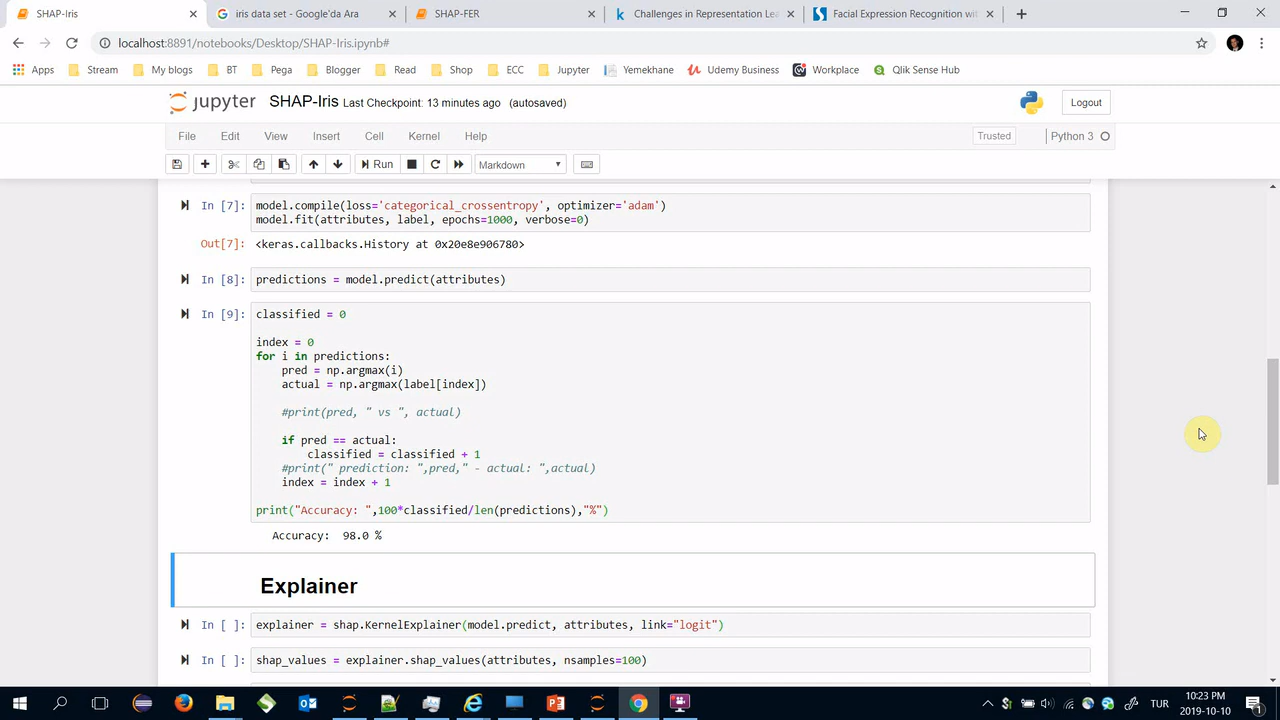 SHAP-Iris
iris data set - Google'da Ara
SHAP-FER
Challenges in Representation Lea
Facial Expression Recognition wit
localhost:8891/notebooks/Desktop/SHAP-Iris.ipynb#
Apps Stream My blogs BT Pega Blogger Read Shop ECC Jupyter Yemekhane Udemy Business Workplace Qlik Sense Hub
jupyter SHAP-Iris Last Checkpoint: 13 minutes ago (autosaved) Logout
File Edit View Insert Cell Kernel Help Trusted Python 3
Run Markdown
In [7]: model.compile(loss='categorical_crossentropy', optimizer='adam')
model.fit(attributes, label, epochs=1000, verbose=0)
Out[7]: <keras.callbacks.History at 0x20e8e906780>
In [8]: predictions = model.predict(attributes)
In [9]: classified = 0
index = 0
for i in predictions:
pred = np.argmax(i)
actual = np.argmax(label[index])
#print(pred, " vs ", actual)
if pred == actual:
classified = classified + 1
#print(" prediction: ",pred," - actual: ",actual)
index = index + 1
print("Accuracy: ",100*classified/len(predictions),"%")
Accuracy:  98.0 %
Explainer
In [ ]: explainer = shap.KernelExplainer(model.predict, attributes, link="logit")
In [ ]: shap_values = explainer.shap_values(attributes, nsamples=100)
TUR
10:23 PM
2019-10-10